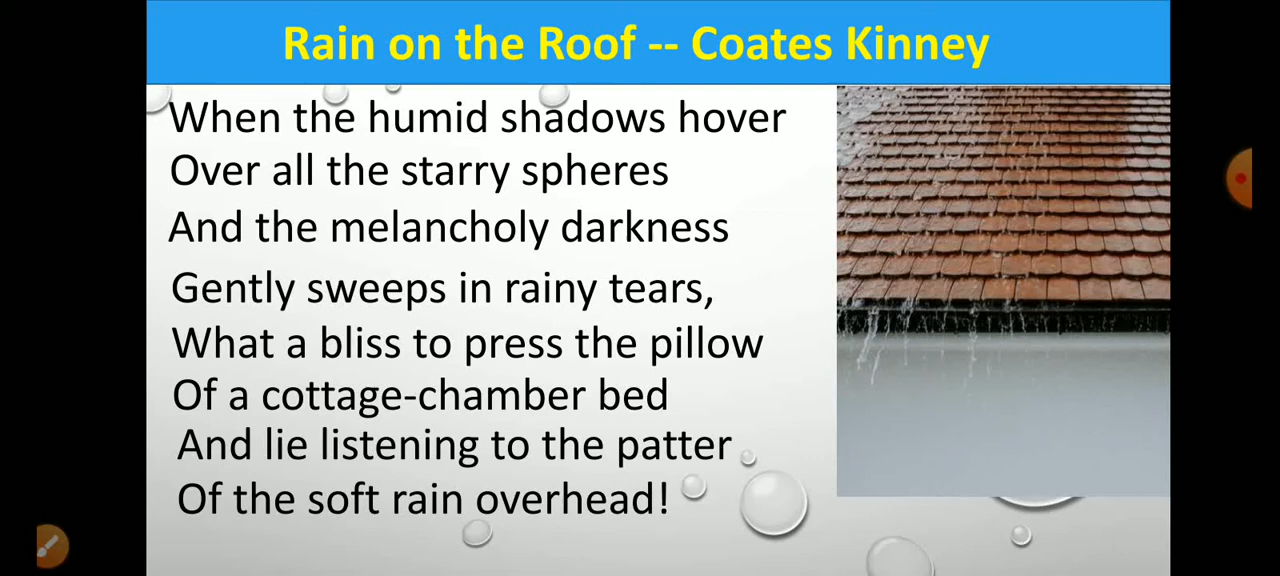 Rain on the Roof -- Coates Kinney
When the humid shadows hover
Over all the starry spheres
And the melancholy darkness
Gently sweeps in rainy tears,
What a bliss to press the pillow
Of a cottage-chamber bed
And lie listening to the patter
Of the soft rain overhead!